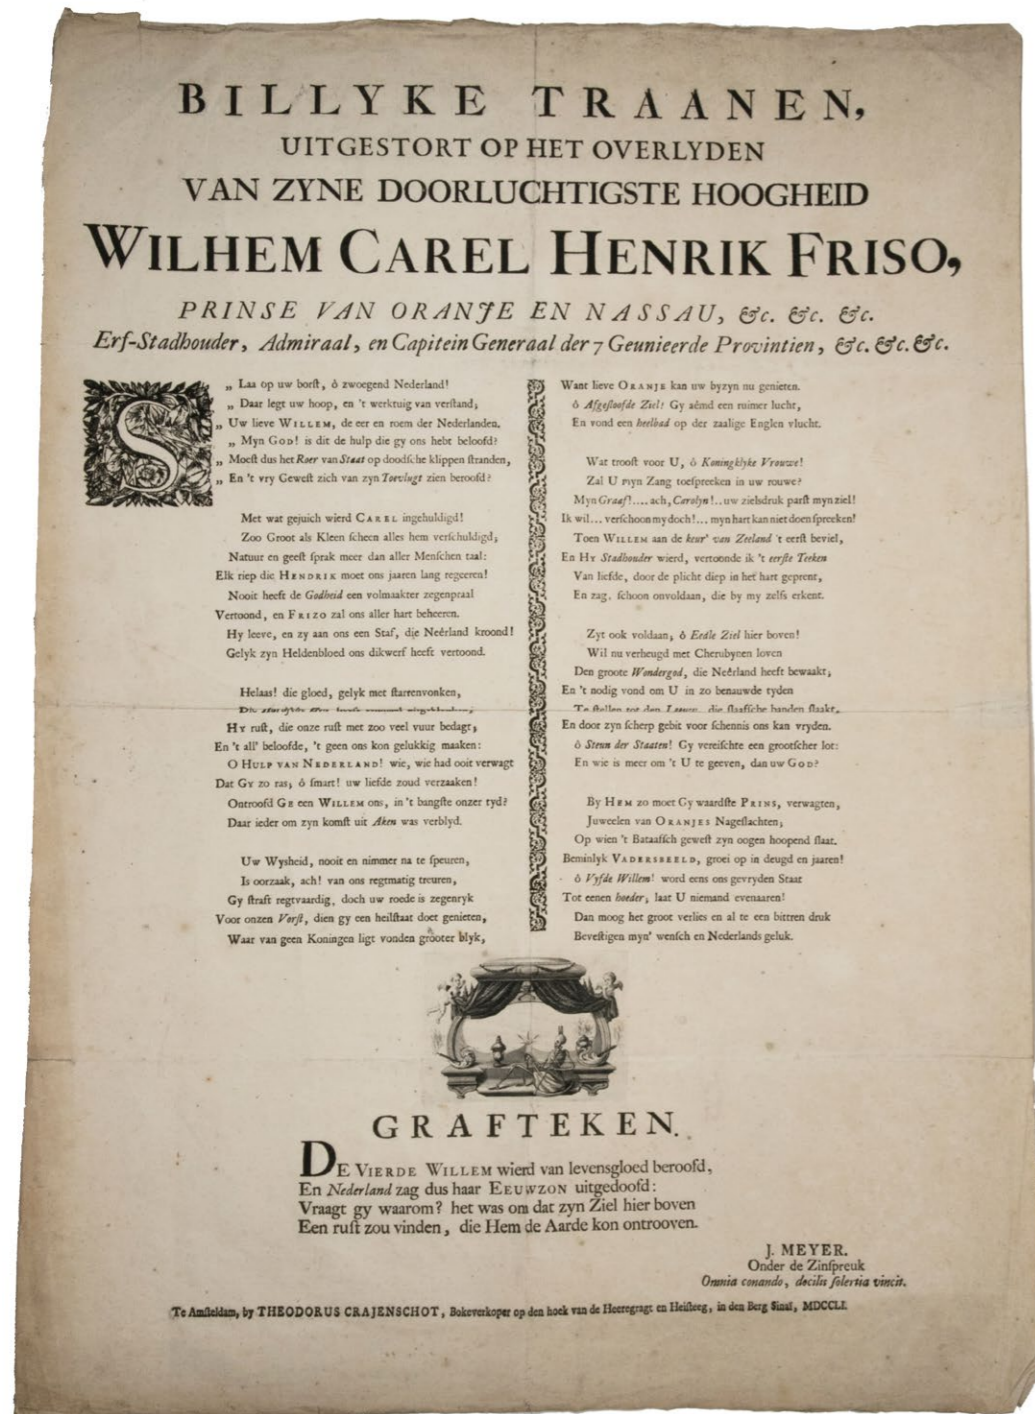 BILLYKE TRAANEN,
UITGESTORT OP HET OVERLYDEN
VAN ZYNE DOORLUCHTIGSTE HOOGHEID
WILHEM CAREL HENRIK FRISO,
PRINSE VAN ORANJE EN NASSAU, &c. &c. &c.
Erf-Stadhouder, Admiraal, en Capitein Generaal der 7 Geunieerde Provintien, &c. &c. &c.
„ Slaa op uw borſt, ô zwoegend Nederland!
„ Daar legt uw hoop, en 't werktuig van verſtand;
„ Uw lieve WILLEM, de eer en roem der Nederlanden.
„ Myn GOD! is dit de hulp die gy ons hebt beloofd?
„ Moeſt dus het Roer van Staat op doodſche klippen ſtranden,
„ En 't vry Geweſt zich van zyn Toevlugt zien beroofd?
Met wat gejuich wierd CAREL ingehuldigd!
Zoo Groot als Kleen ſcheen alles hem verſchuldigd;
Natuur en geeſt ſprak meer dan aller Menſchen taal:
Elk riep die HENDRIK moet ons jaaren lang regeeren!
Nooit heeft de Godheid een volmaakter zegenpraal
Vertoond, en FRIZO zal ons aller hart beheeren.
Hy leeve, en zy aan ons een Staf, die Neêrland kroond!
Gelyk zyn Heldenbloed ons dikwerf heeft vertoond.
Helaas! die gloed, gelyk met ſtarrenvonken,
HY ruſt, die onze ruſt met zoo veel vuur bedagt;
En 't all' beloofde, 't geen ons kon gelukkig maaken:
O HULP VAN NEDERLAND! wie, wie had ooit verwagt
Dat GY zo ras; ô ſmart! uw liefde zoud verzaaken!
Ontroofd GE een WILLEM ons, in 't bangſte onzer tyd?
Daar ieder om zyn komſt uit Aken was verblyd.
Uw Wysheid, nooit en nimmer na te ſpeuren,
Is oorzaak, ach! van ons regtmatig treuren,
Gy ſtraft regtvaardig, doch uw roede is zegenryk
Voor onzen Vorſt, dien gy een heilſtaat doet genieten,
Waar van geen Koningen ligt vonden grooter blyk,
Want lieve ORANJE kan uw byzyn nu genieten.
ô Afgeſloofde Ziel! Gy aêmd een ruimer lucht,
En vond een heelbad op der zaalige Englen vlucht.
Wat trooſt voor U, ô Koningklyke Vrouwe!
Zal U myn Zang toeſpreeken in uw rouwe?
Myn Graaf!.... ach, Carolyn!.. uw zielsdruk parſt myn ziel!
Ik wil... verſchoon my doch!... myn hart kan niet doen ſpreeken!
Toen WILLEM aan de keur' van Zeeland 't eerſt beviel,
En HY Stadhouder wierd, vertoonde ik 't eerſte Teeken
Van liefde, door de plicht diep in het hart geprent,
En zag, ſchoon onvoldaan, die by my zelfs erkent.
Zyt ook voldaan, ô Eedle Ziel hier boven!
Wil nu verheugd met Cherubynen loven
Den groote Wondergod, die Neêrland heeft bewaakt;
En 't nodig vond om U in zo benauwde tyden
Te ſtellen tot den Leeuw, die ſlaaſſche banden ſlaakt,
En door zyn ſcherp gebit voor ſchennis ons kan vryden.
ô Steun der Staaten! Gy vereiſchte een grootſcher lot:
En wie is meer om 't U te geeven, dan uw GOD?
By HEM zo moet Gy waardſte PRINS, verwagten,
Juweelen van ORANJES Nageſlachten;
Op wien 't Bataaſſch geweſt zyn oogen hoopend ſlaat.
Beminlyk VADERSBEELD, groei op in deugd en jaaren!
ô Vyfde Willem! word eens ons gevryden Staat
Tot eenen hoeder; laat U niemand evenaaren!
Dan moog het groot verlies en al te een bittren druk
Beveſtigen myn' wenſch en Nederlands geluk.
GRAFTEKEN.
DE VIERDE WILLEM wierd van levensgloed beroofd,
En Nederland zag dus haar EEUWZON uitgedoofd:
Vraagt gy waarom? het was om dat zyn Ziel hier boven
Een ruſt zou vinden, die Hem de Aarde kon ontrooven.
J. MEYER.
Onder de Zinſpreuk
Omnia conando, docilis ſolertia vincit.
Te Amſteldam, by THEODORUS CRAJENSCHOT, Boekverkoper op den hoek van de Heeregragt en Heiſteeg, in den Berg Sinaï, MDCCLI.